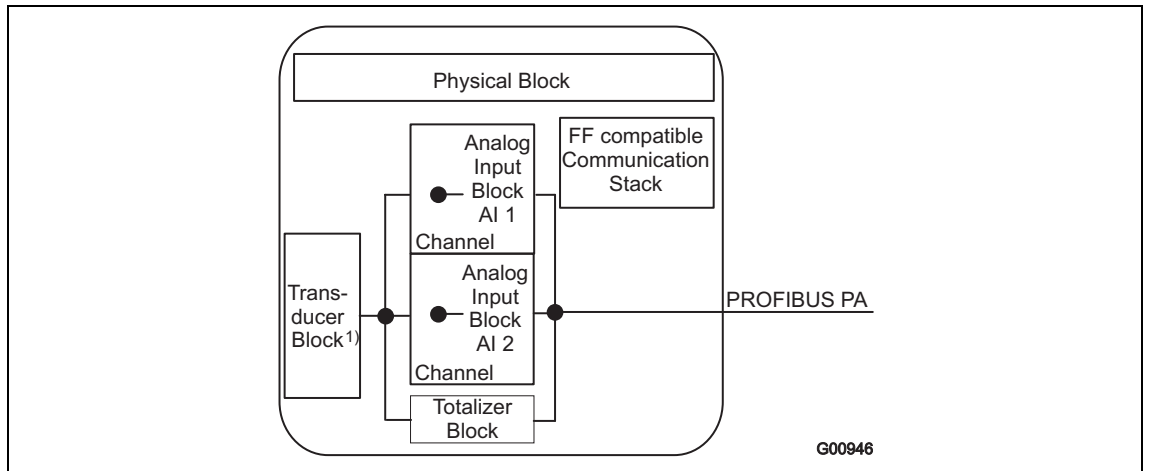 Physical Block
Analog
Input
Block
AI 1
Channel
FF compatible
Communication
Stack
Trans-
ducer
Block1)
Analog
Input
Block
AI 2
Channel
PROFIBUS PA
Totalizer
Block
G00946